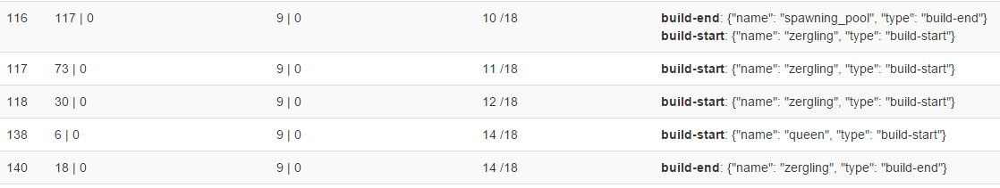 116 117 | 0 9 | 0 10 /18 build-end: {"name": "spawning_pool", "type": "build-end"}
build-start: {"name": "zergling", "type": "build-start"}
117 73 | 0 9 | 0 11 /18 build-start: {"name": "zergling", "type": "build-start"}
118 30 | 0 9 | 0 12 /18 build-start: {"name": "zergling", "type": "build-start"}
138 6 | 0 9 | 0 14 /18 build-start: {"name": "queen", "type": "build-start"}
140 18 | 0 9 | 0 14 /18 build-end: {"name": "zergling", "type": "build-end"}